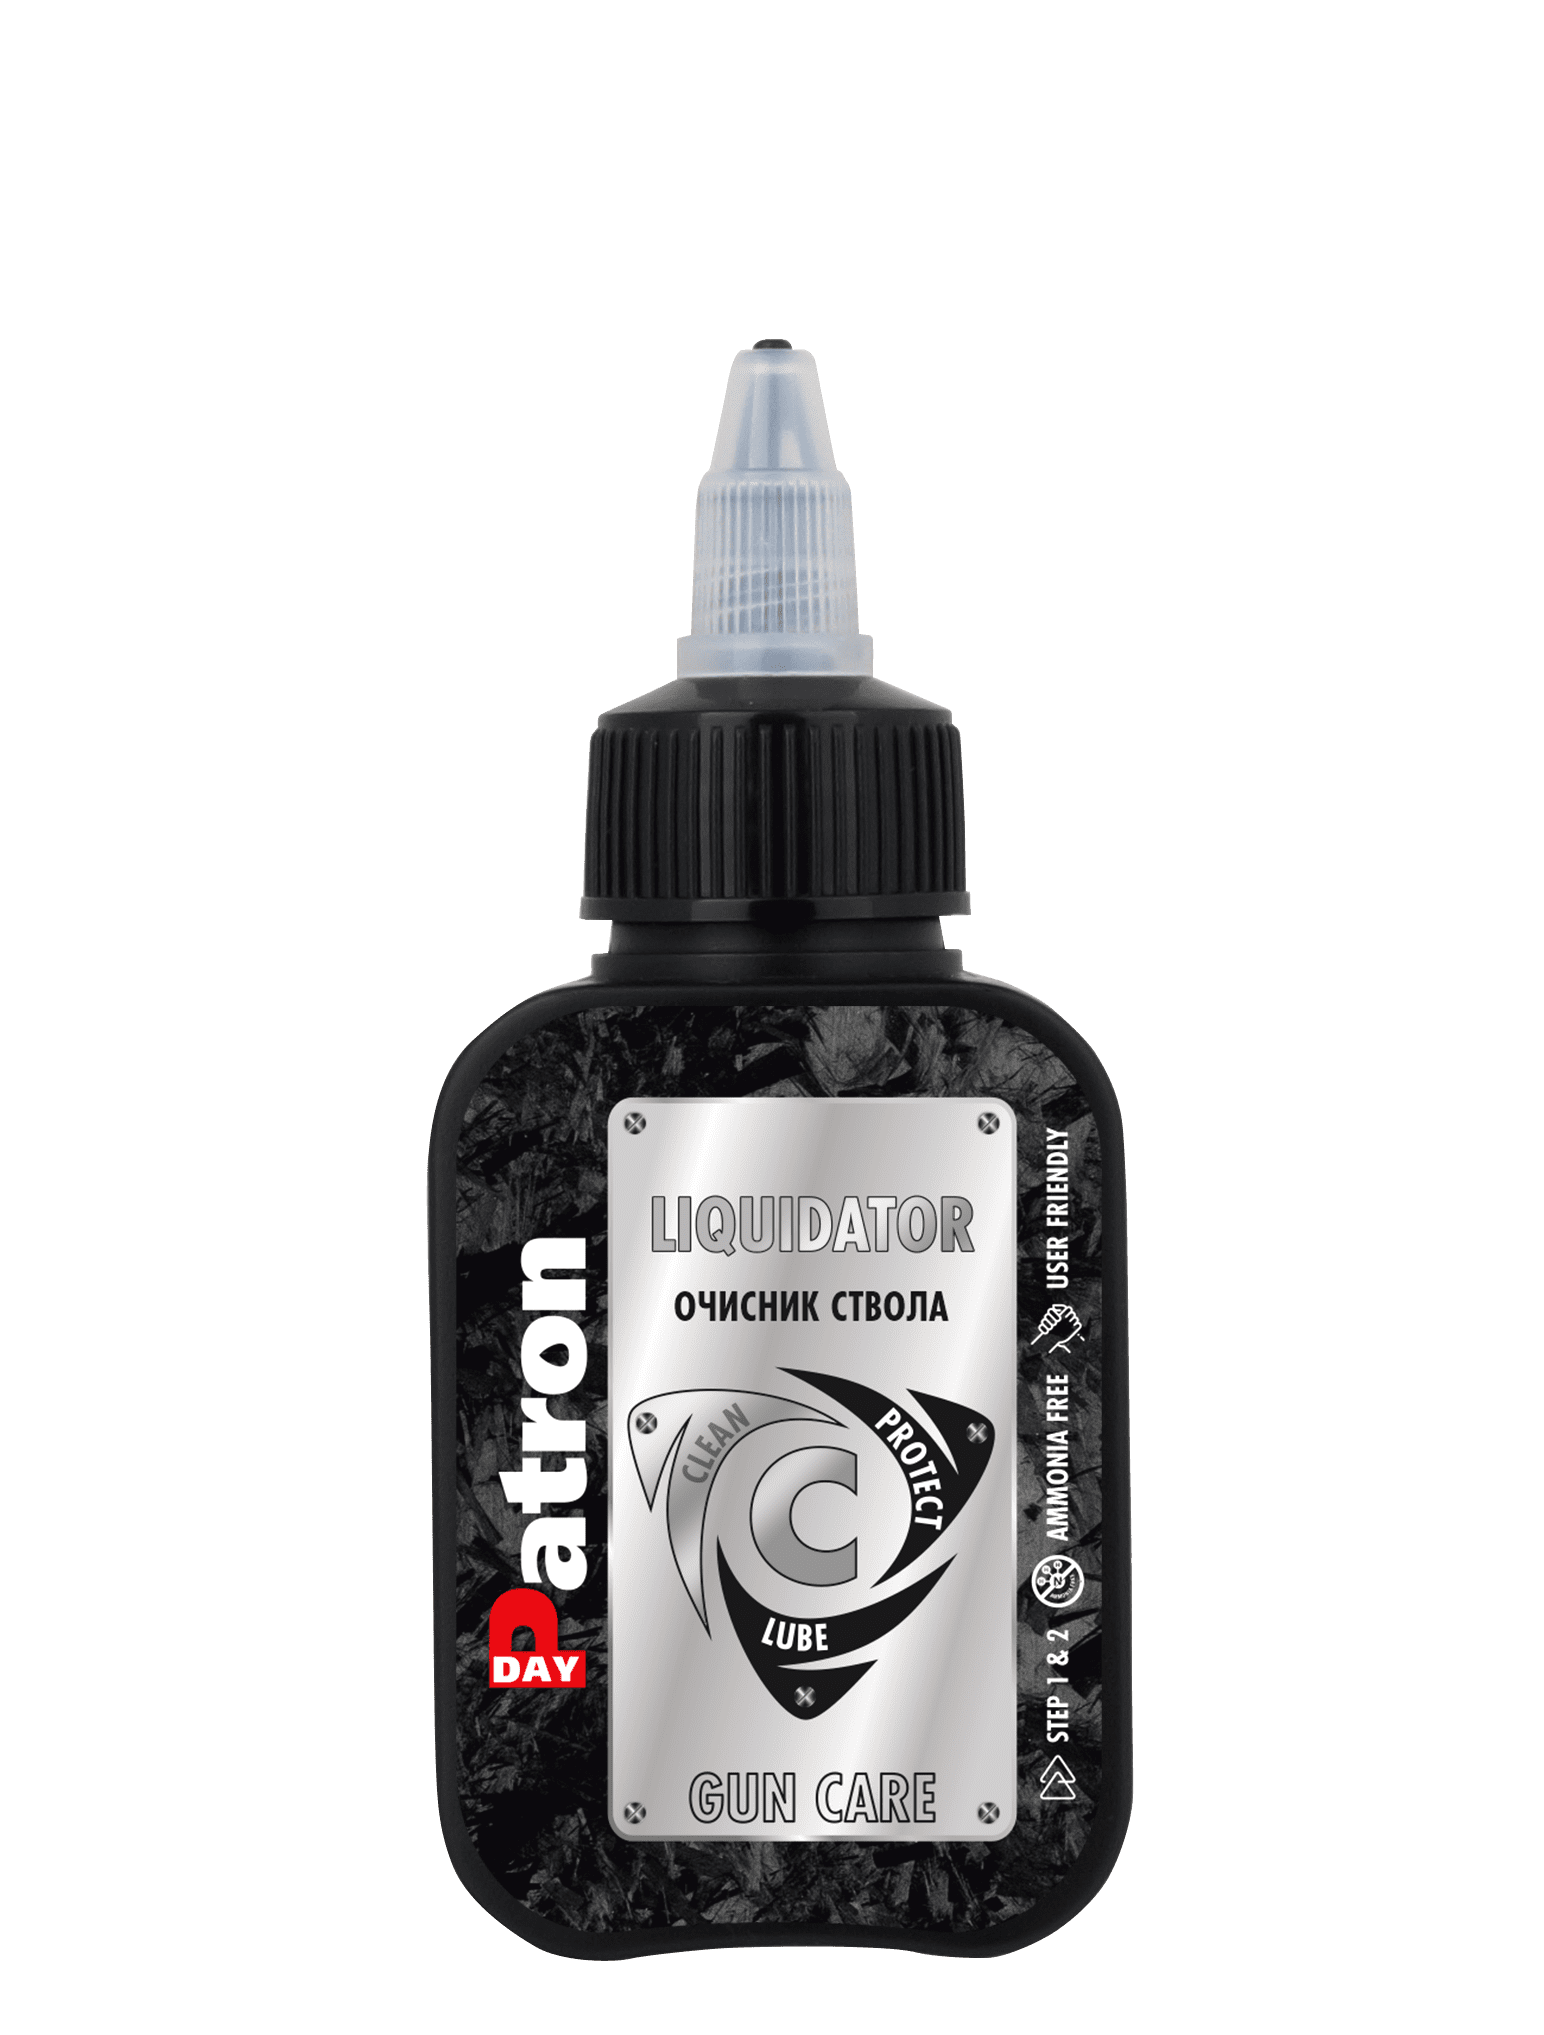 LIQUIDATOR
ОЧИСНИК СТВОЛА
CLEAN
PROTECT
C
LUBE
GUN CARE
Patron
DAY
STEP 1 & 2
AMMONIA FREE
USER FRIENDLY